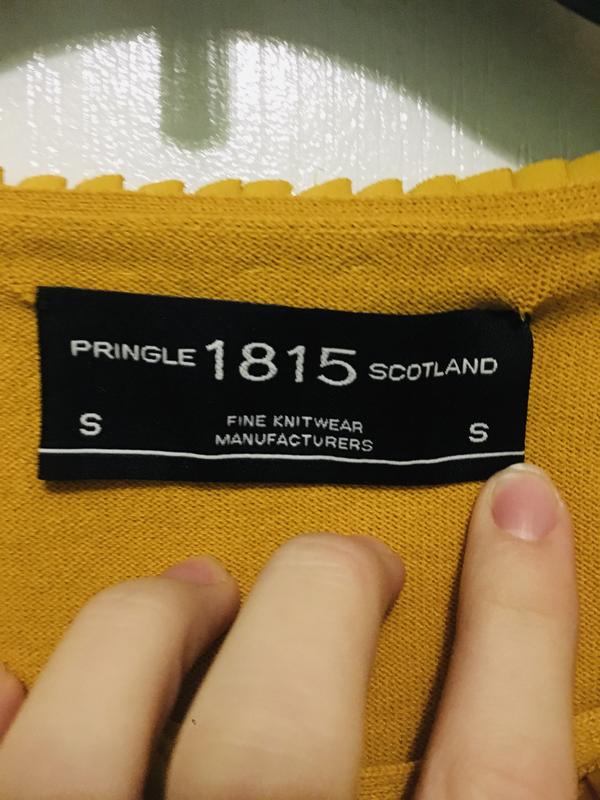 PRINGLE 1815 SCOTLAND
S FINE KNITWEAR S
MANUFACTURERS